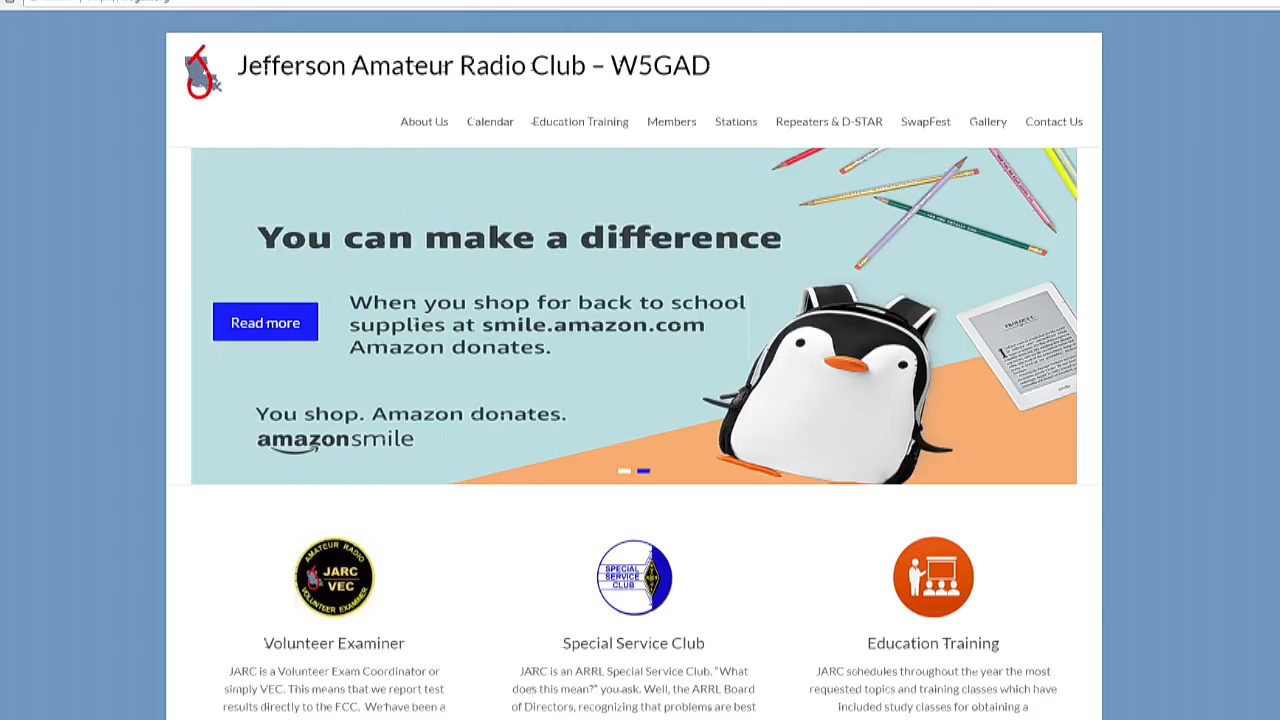 Jefferson Amateur Radio Club – W5GAD
About Us Calendar Education Training Members Stations Repeaters & D-STAR SwapFest Gallery Contact Us
You can make a difference
Read more
When you shop for back to school
supplies at smile.amazon.com
Amazon donates.
PROLOGUE
You shop. Amazon donates.
amazonsmile
AMATEUR RADIO
JARC
VEC
VOLUNTEER EXAMINER
SPECIAL
SERVICE
CLUB
Volunteer Examiner
Special Service Club
Education Training
JARC is a Volunteer Exam Coordinator or
simply VEC. This means that we report test
results directly to the FCC. We have been a
JARC is an ARRL Special Service Club. "What
does this mean?" you ask. Well, the ARRL Board
of Directors, recognizing that problems are best
JARC schedules throughout the year the most
requested topics and training classes which have
included study classes for obtaining a